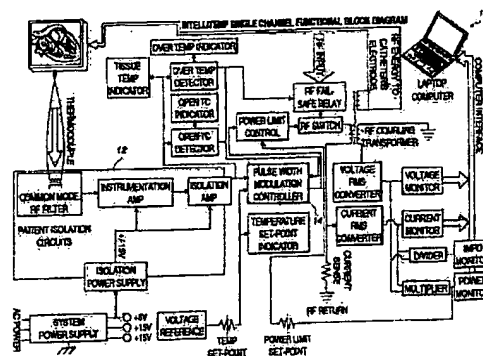 INTELLITEMP SINGLE CHANNEL FUNCTIONAL BLOCK DIAGRAM
OVER TEMP INDICATOR
TISSUE
TEMP
INDICATOR
OVER TEMP
DETECTOR
OPEN TC
INDICATOR
OPEN TC
DETECTOR
RF INPUT
RF ENERGY TO
CATHETERS
ELECTRODE
LAPTOP
COMPUTER
COMPUTER INTERFACE
RF FAIL-
SAFE DELAY
POWER LIMIT
CONTROL
RF SWITCH
RF COUPLING
TRANSFORMER
THERMOCOUPLE
12
COMMON MODE
RF FILTER
INSTRUMENTATION
AMP
ISOLATION
AMP
PATIENT ISOLATION
CIRCUITS
PULSE WIDTH
MODULATION
CONTROLLER
14
TEMPERATURE
SET-POINT
INDICATOR
VOLTAGE
RMS
CONVERTER
VOLTAGE
MONITOR
CURRENT
RMS
CONVERTER
CURRENT
MONITOR
DIVIDER
MULTIPLIER
MONITOR
POWER
MONITOR
CURRENT
SENSE
RF RETURN
+/-15V
ISOLATION
POWER SUPPLY
AC POWER
SYSTEM
POWER SUPPLY
+5V
+15V
VOLTAGE
REFERENCE
TEMP
SET-POINT
POWER LIMIT
SET-POINT